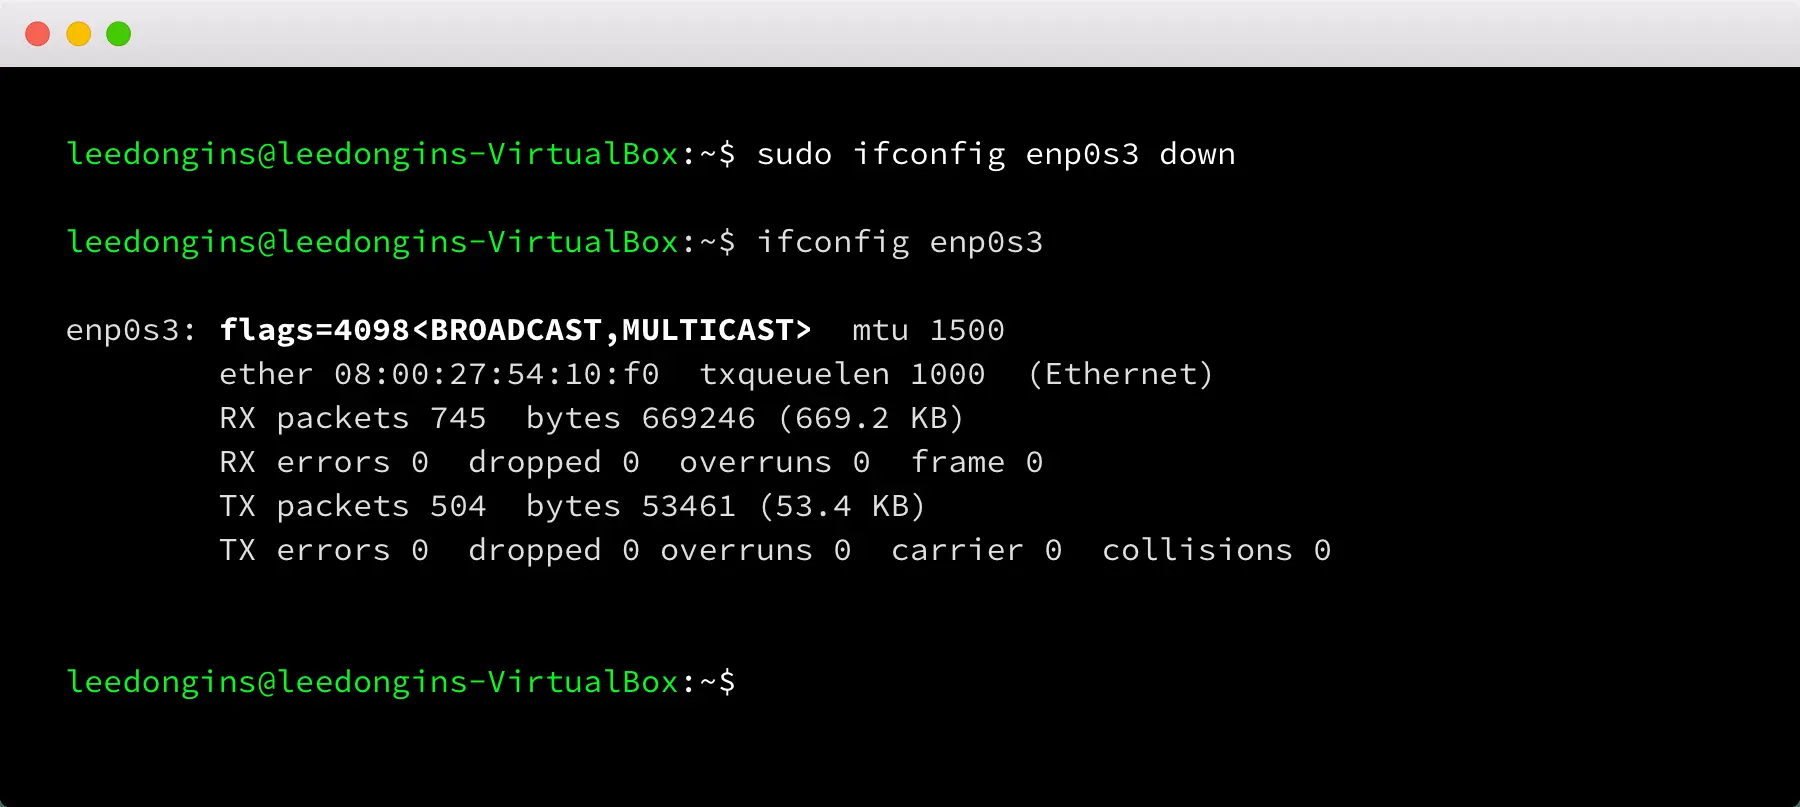 leedongins@leedongins-VirtualBox:~$ sudo ifconfig enp0s3 down
leedongins@leedongins-VirtualBox:~$ ifconfig enp0s3
enp0s3: flags=4098<BROADCAST,MULTICAST>  mtu 1500
ether 08:00:27:54:10:f0  txqueuelen 1000  (Ethernet)
RX packets 745  bytes 669246 (669.2 KB)
RX errors 0  dropped 0  overruns 0  frame 0
TX packets 504  bytes 53461 (53.4 KB)
TX errors 0  dropped 0 overruns 0  carrier 0  collisions 0
leedongins@leedongins-VirtualBox:~$